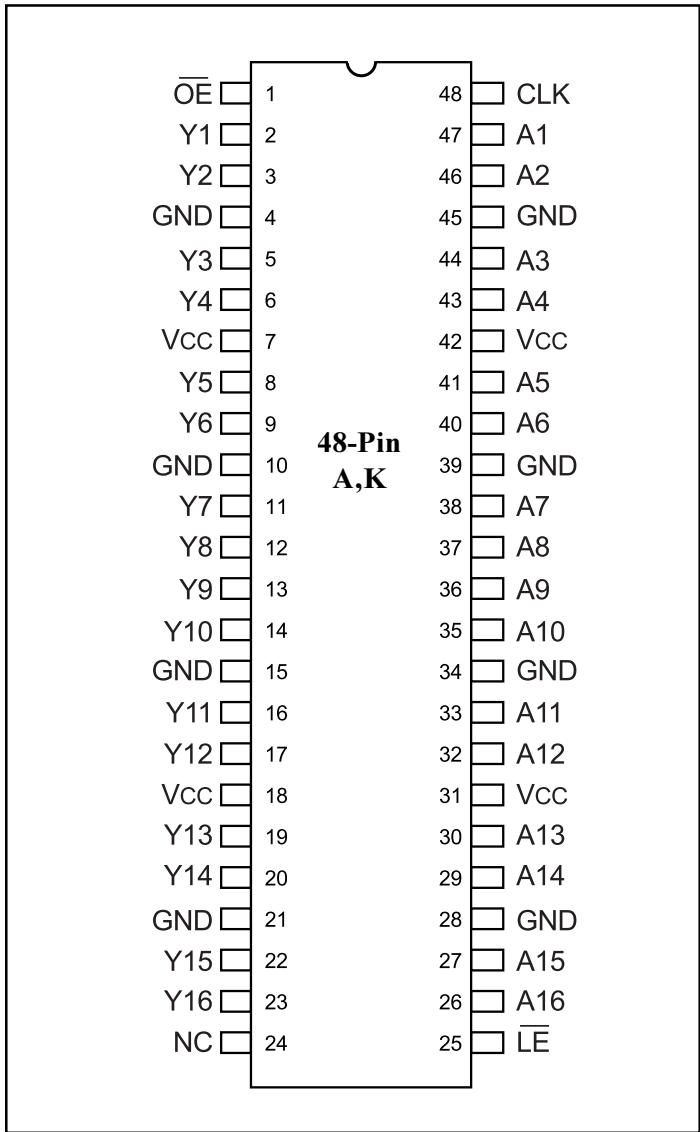 O̅E̅ 1 48 CLK
Y1 2 47 A1
Y2 3 46 A2
GND 4 45 GND
Y3 5 44 A3
Y4 6 43 A4
VCC 7 42 VCC
Y5 8 41 A5
Y6 9 40 A6
48-Pin
GND 10 39 GND
A,K
Y7 11 38 A7
Y8 12 37 A8
Y9 13 36 A9
Y10 14 35 A10
GND 15 34 GND
Y11 16 33 A11
Y12 17 32 A12
VCC 18 31 VCC
Y13 19 30 A13
Y14 20 29 A14
GND 21 28 GND
Y15 22 27 A15
Y16 23 26 A16
NC 24 25 L̅E̅